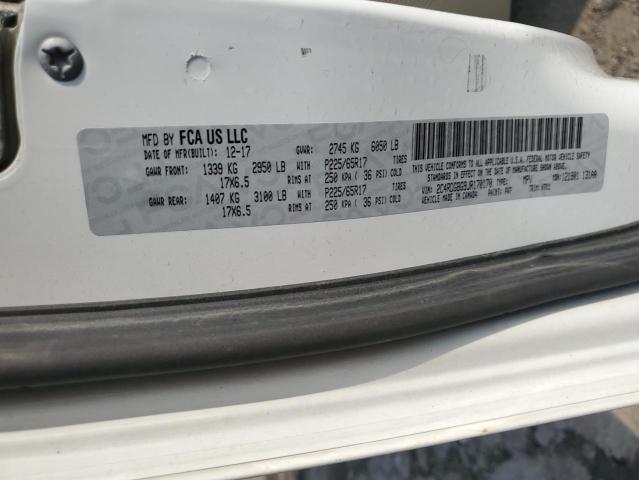 MFD BY FCA US LLC
DATE OF MFR(BUILT): 12-17 GVWR: 2745 KG 6050 LB
GAWR FRONT: 1339 KG 2950 LB WITH P225/65R17 TIRES
17X6.5 RIMS AT 250 KPA ( 36 PSI) COLD
GAWR REAR: 1407 KG 3100 LB WITH P225/65R17 TIRES
17X6.5 RIMS AT 250 KPA ( 36 PSI) COLD
THIS VEHICLE CONFORMS TO ALL APPLICABLE U.S.A. FEDERAL MOTOR VEHICLE SAFETY
STANDARDS IN EFFECT ON THE DATE OF MANUFACTURE SHOWN ABOVE.
VIN: TYPE: MPV MDH:
VEHICLE MADE IN CANADA PAINT: TRIM: